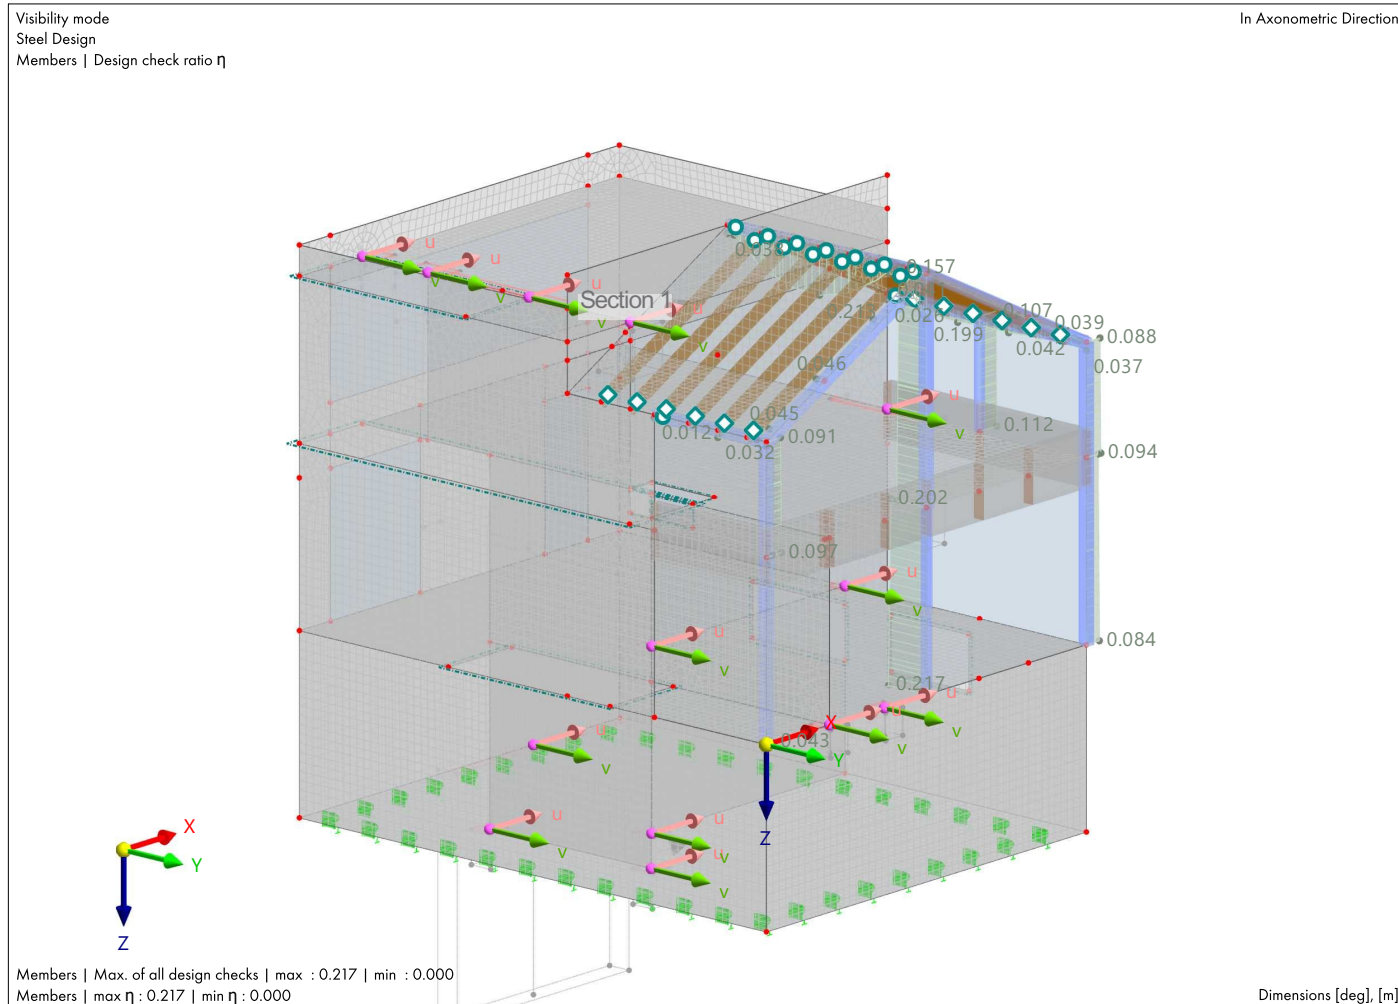 Visibility mode
In Axonometric Direction
Steel Design
Members | Design check ratio η
u
u
v
v
u
Section 1
u
v
v
0.157
0.199
0.107
0.039
0.042
0.088
0.037
0.046
0.045
0.012
0.091
0.032
u
v
0.112
0.094
0.202
0.097
u
v
u
v
0.084
0.217
u
v
u
v
X
0.043
Y
Z
u
v
u
v
u
v
u
v
X
Y
Z
Members | Max. of all design checks | max : 0.217 | min : 0.000
Members | max η : 0.217 | min η : 0.000
Dimensions [deg], [m]